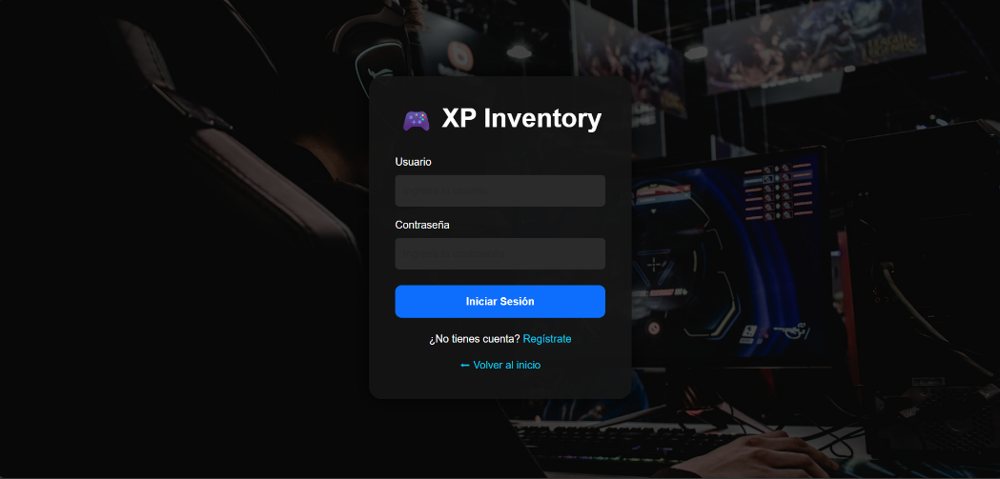 XP Inventory
Usuario
Contraseña
Iniciar Sesión
¿No tienes cuenta? Regístrate
← Volver al inicio